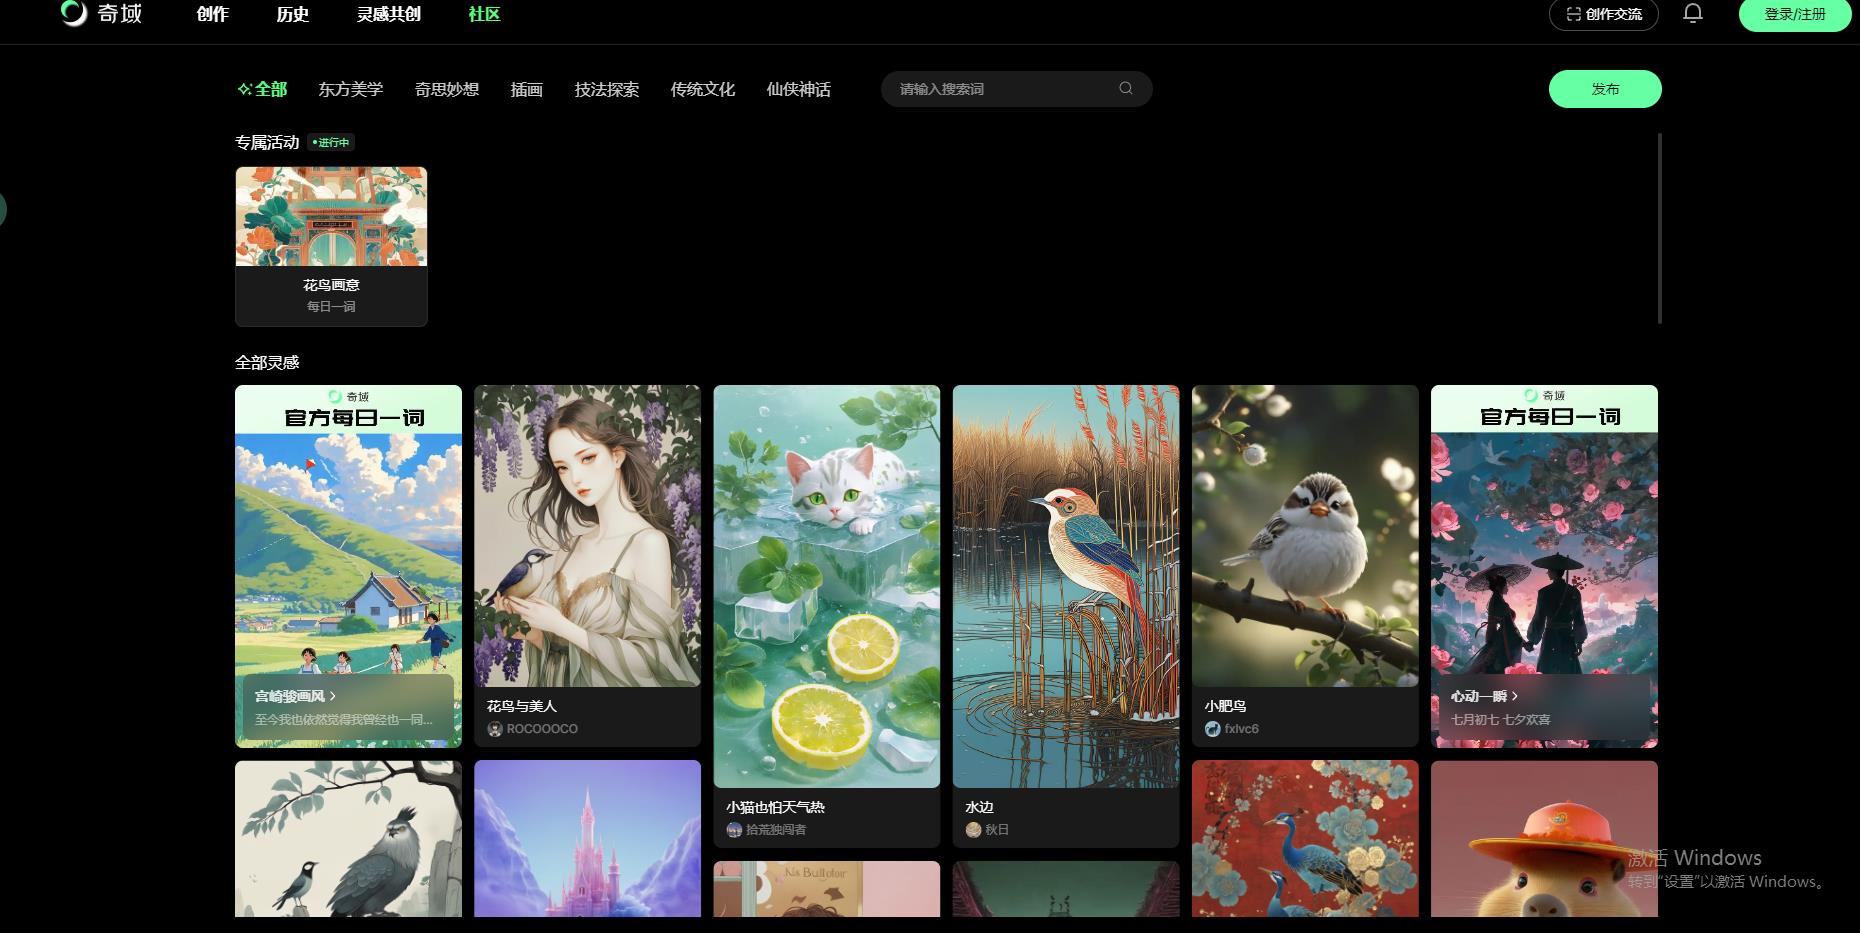 奇域
创作
历史
灵感共创
社区
创作交流
登录/注册
全部
东方美学
奇思妙想
插画
技法探索
传统文化
仙侠神话
请输入搜索词
发布
专属活动
进行中
花鸟画意
每日一词
全部灵感
奇域
官方每日一词
宫崎骏画风
至今我也依然觉得我曾经也一同...
花鸟与美人
ROCOOOCO
小猫也怕天气热
拾荒独闯者
水边
秋日
小肥鸟
fxlvc6
奇域
官方每日一词
心动一瞬
七月初七 七夕欢喜
激活 Windows
转到"设置"以激活 Windows。